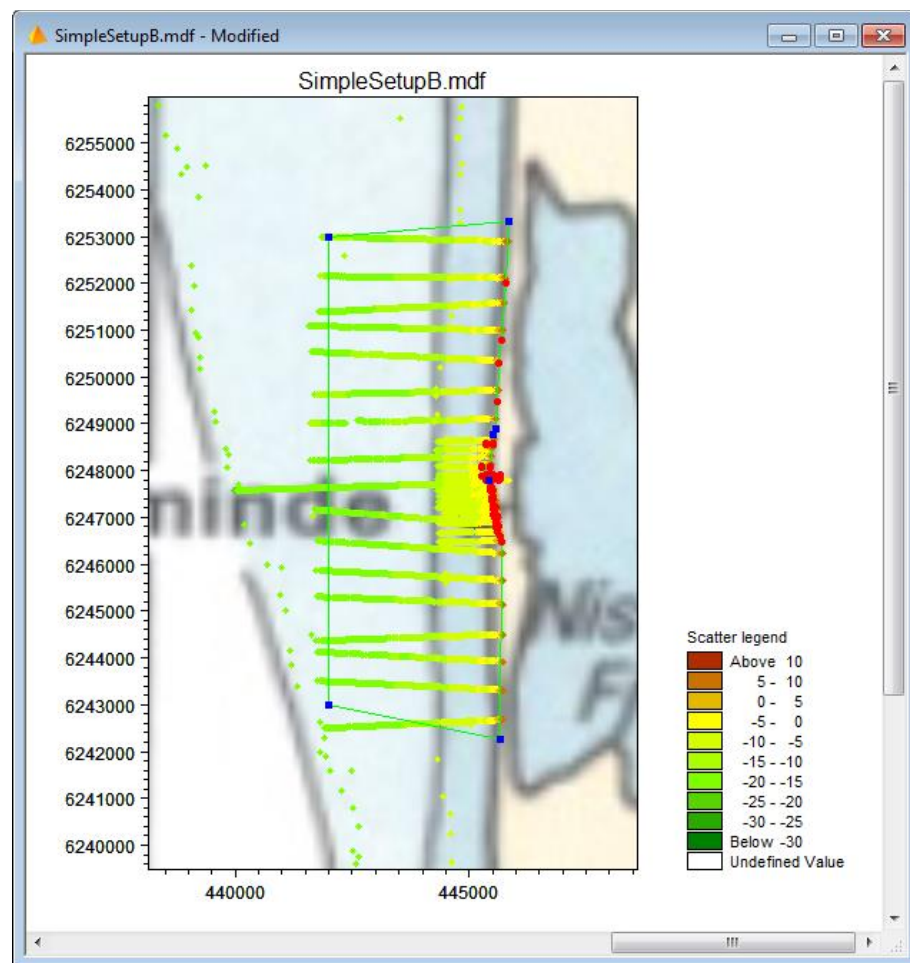 SimpleSetupB.mdf - Modified
SimpleSetupB.mdf
6255000
6254000
6253000
6252000
6251000
6250000
6249000
6248000
6247000
6246000
6245000
6244000
6243000
6242000
6241000
6240000
440000 445000
ninde
Nis
F
Scatter legend
Above 10
5 - 10
0 - 5
-5 - 0
-10 - -5
-15 - -10
-20 - -15
-25 - -20
-30 - -25
Below -30
Undefined Value